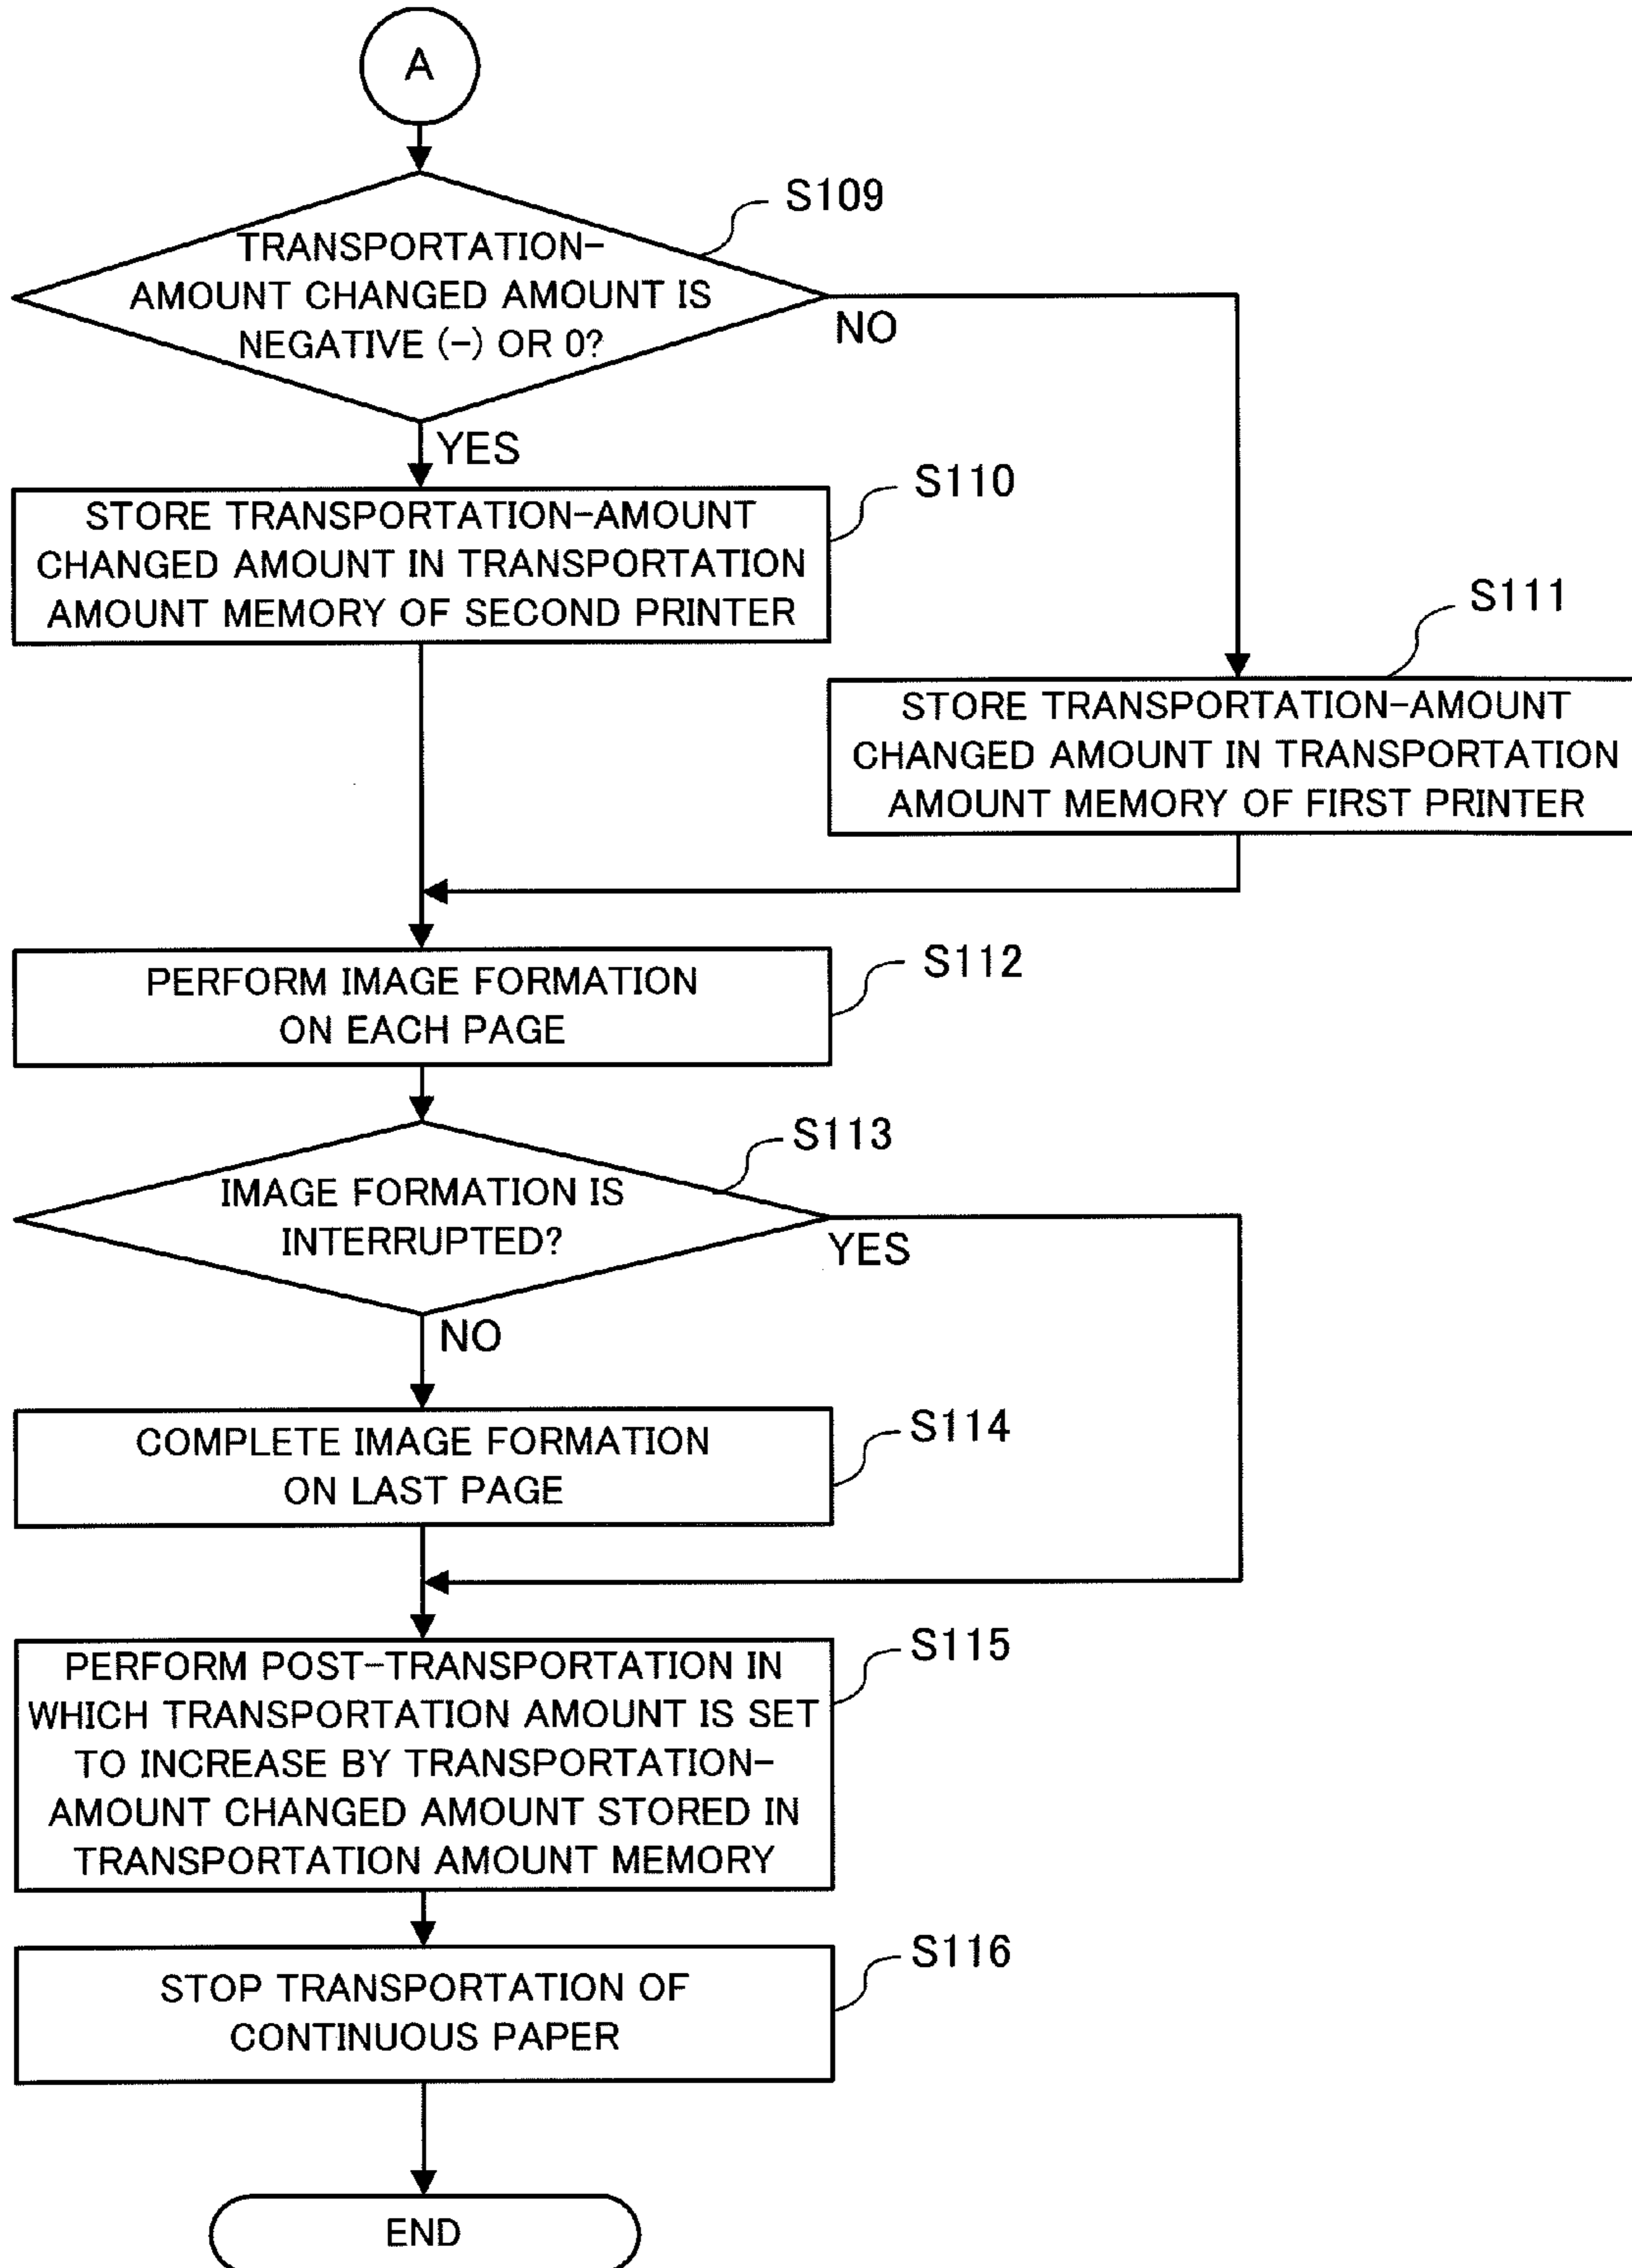 A
S109
TRANSPORTATION-
AMOUNT CHANGED AMOUNT IS
NEGATIVE (-) OR 0?
NO
YES
S110
STORE TRANSPORTATION-AMOUNT
CHANGED AMOUNT IN TRANSPORTATION
AMOUNT MEMORY OF SECOND PRINTER
S111
STORE TRANSPORTATION-AMOUNT
CHANGED AMOUNT IN TRANSPORTATION
AMOUNT MEMORY OF FIRST PRINTER
S112
PERFORM IMAGE FORMATION
ON EACH PAGE
S113
IMAGE FORMATION IS
INTERRUPTED?
YES
NO
S114
COMPLETE IMAGE FORMATION
ON LAST PAGE
S115
PERFORM POST-TRANSPORTATION IN
WHICH TRANSPORTATION AMOUNT IS SET
TO INCREASE BY TRANSPORTATION-
AMOUNT CHANGED AMOUNT STORED IN
TRANSPORTATION AMOUNT MEMORY
S116
STOP TRANSPORTATION OF
CONTINUOUS PAPER
END